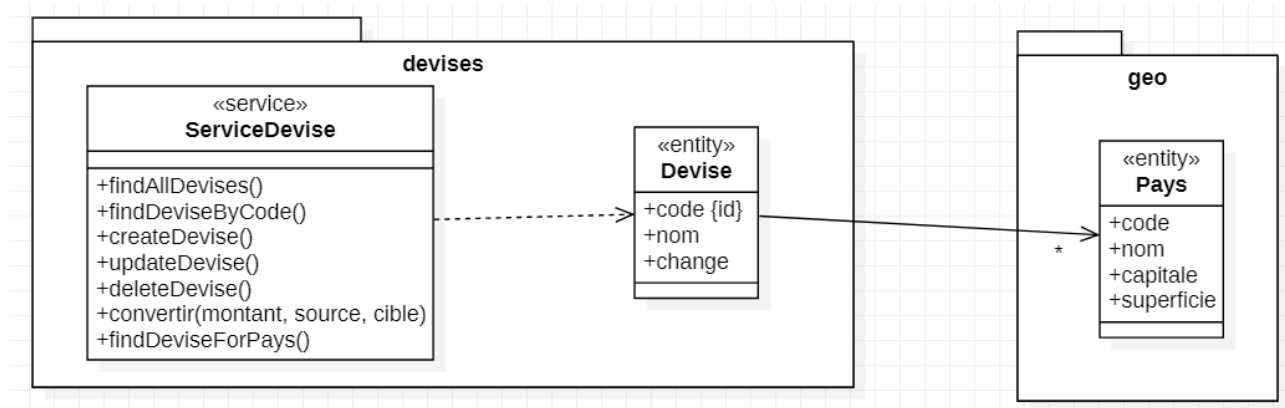 devises
«service»
ServiceDevise
+findAllDevises()
+findDeviseByCode()
+createDevise()
+updateDevise()
+deleteDevise()
+convertir(montant, source, cible)
+findDeviseForPays()
«entity»
Devise
+code {id}
+nom
+change
*
geo
«entity»
Pays
+code
+nom
+capitale
+superficie